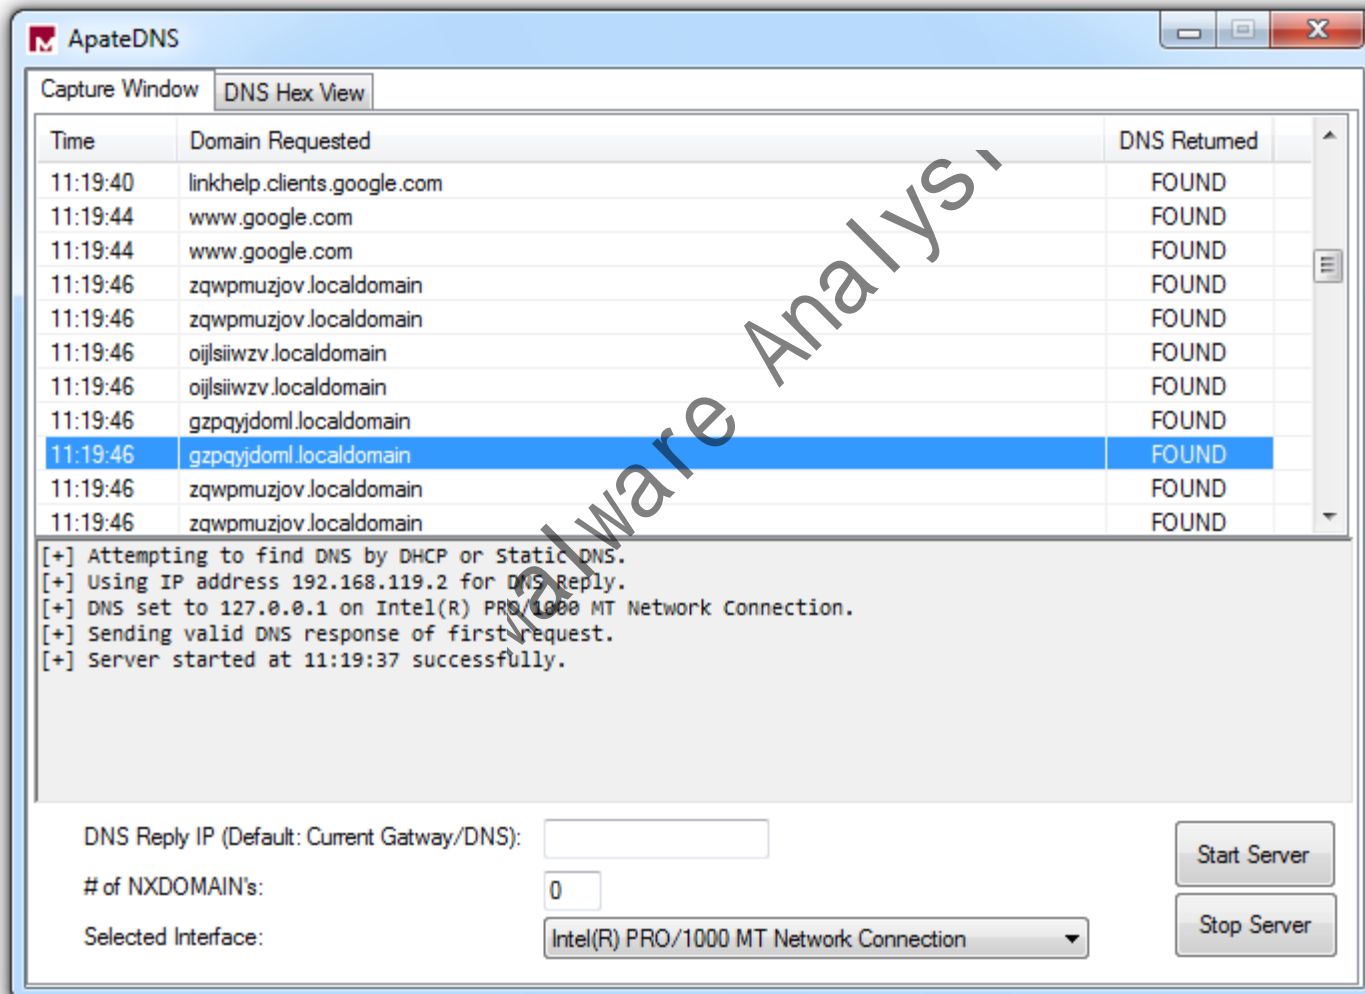 ApateDNS
Capture Window DNS Hex View
Time Domain Requested DNS Returned
11:19:40 linkhelp.clients.google.com FOUND
11:19:44 www.google.com FOUND
11:19:44 www.google.com FOUND
11:19:46 zqwpmuzjov.localdomain FOUND
11:19:46 zqwpmuzjov.localdomain FOUND
11:19:46 oijlsiiwzv.localdomain FOUND
11:19:46 oijlsiiwzv.localdomain FOUND
11:19:46 gzpqyjdoml.localdomain FOUND
11:19:46 gzpqyjdoml.localdomain FOUND
11:19:46 zqwpmuzjov.localdomain FOUND
11:19:46 zqwpmuzjov.localdomain FOUND
[+] Attempting to find DNS by DHCP or Static DNS.
[+] Using IP address 192.168.119.2 for DNS Reply.
[+] DNS set to 127.0.0.1 on Intel(R) PRO/1000 MT Network Connection.
[+] Sending valid DNS response of first request.
[+] Server started at 11:19:37 successfully.
DNS Reply IP (Default: Current Gatway/DNS):
Start Server
# of NXDOMAIN's: 0
Selected Interface: Intel(R) PRO/1000 MT Network Connection
Stop Server
Malware Analys